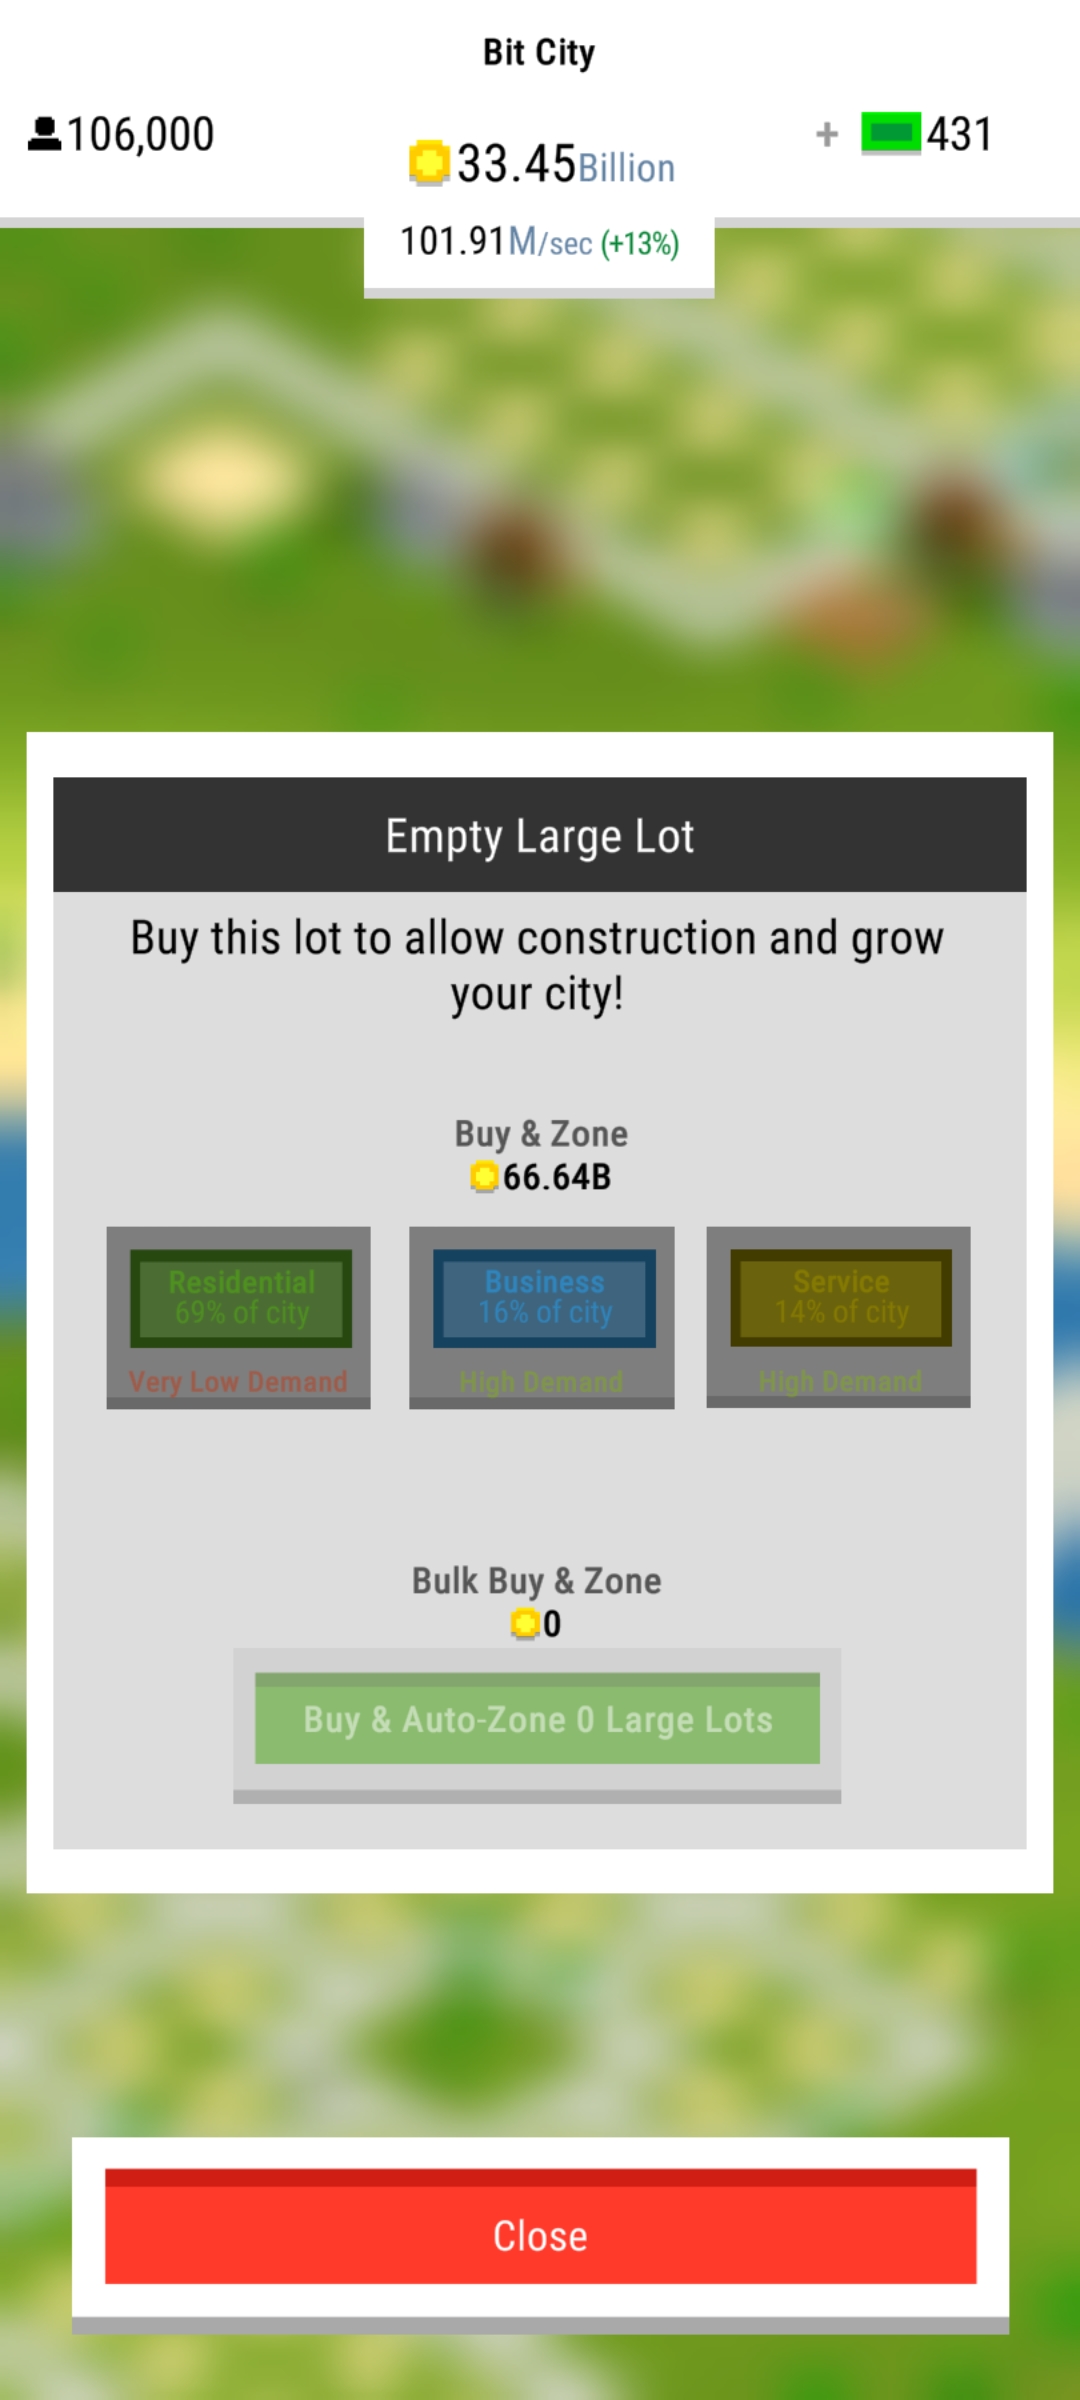 Bit City
106,000
33.45Billion
+ 431
101.91M/sec (+13%)
Empty Large Lot
Buy this lot to allow construction and grow
your city!
Buy & Zone
66.64B
Residential
69% of city
Very Low Demand
Business
16% of city
High Demand
Service
14% of city
High Demand
Bulk Buy & Zone
0
Buy & Auto-Zone 0 Large Lots
Close